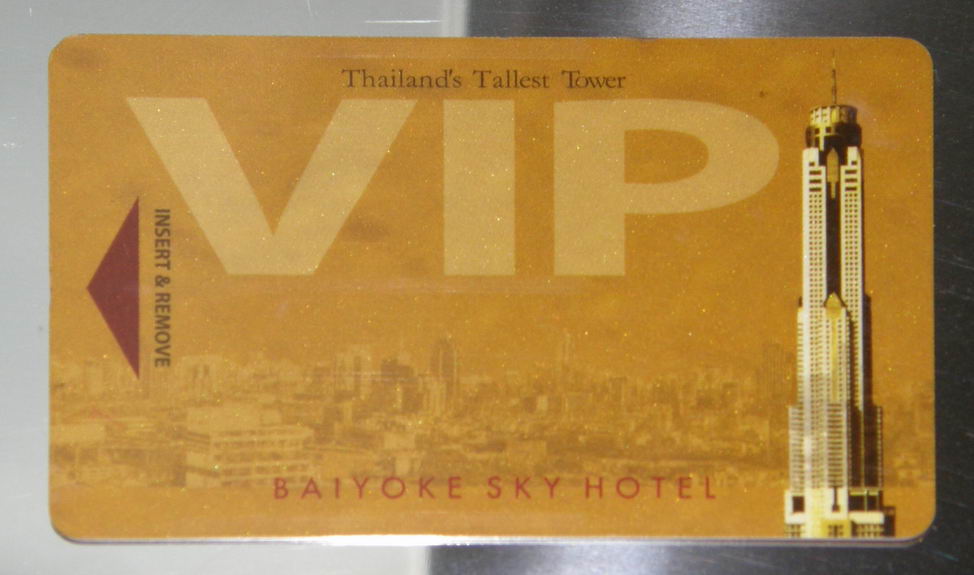 Thailand's Tallest Tower
VIP
INSERT & REMOVE
BAIYOKE SKY HOTEL